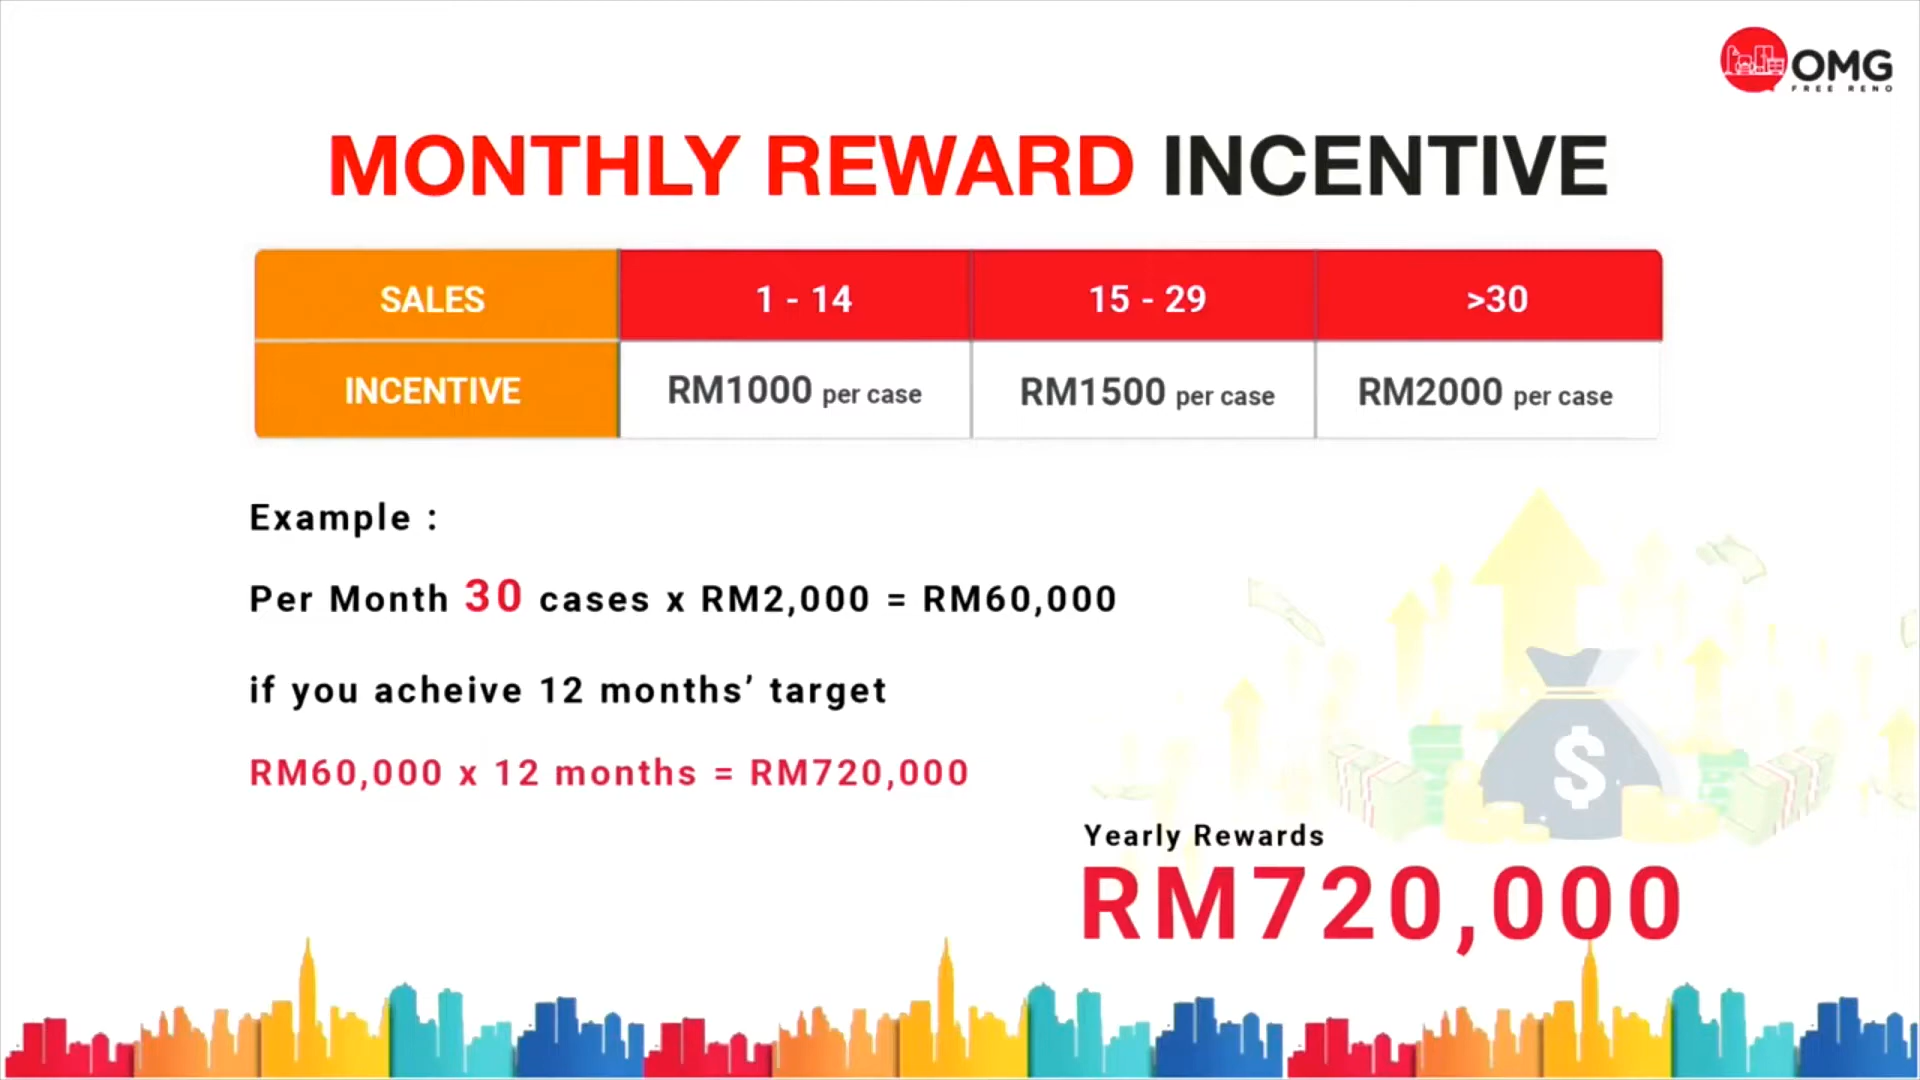 OMG
FREE RENO
MONTHLY REWARD INCENTIVE
SALES 1 - 14 15 - 29 >30
INCENTIVE RM1000 per case RM1500 per case RM2000 per case
Example :
Per Month 30 cases x RM2,000 = RM60,000
if you acheive 12 months’ target
RM60,000 x 12 months = RM720,000
$
Yearly Rewards
RM720,000